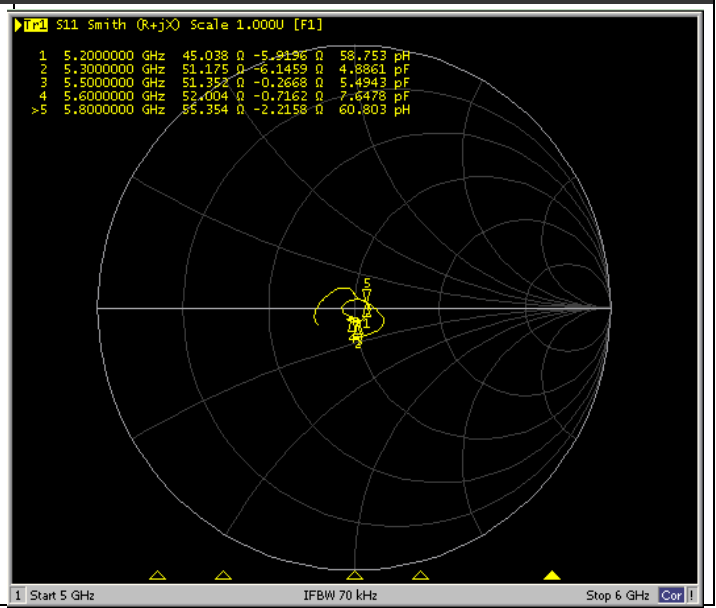 Tr1 S11 Smith (R+jX) Scale 1.000U [F1]
1 5.2000000 GHz 45.038 Ω -5.9196 Ω 58.753 pH
2 5.3000000 GHz 51.175 Ω -6.1459 Ω 4.8861 pF
3 5.5000000 GHz 51.352 Ω -0.2668 Ω 5.4943 pF
4 5.6000000 GHz 52.004 Ω -0.7162 Ω 7.6478 pF
>5 5.8000000 GHz 55.354 Ω -2.2158 Ω 60.803 pH
5
1
2
1 Start 5 GHz IFBW 70 kHz Stop 6 GHz Cor !